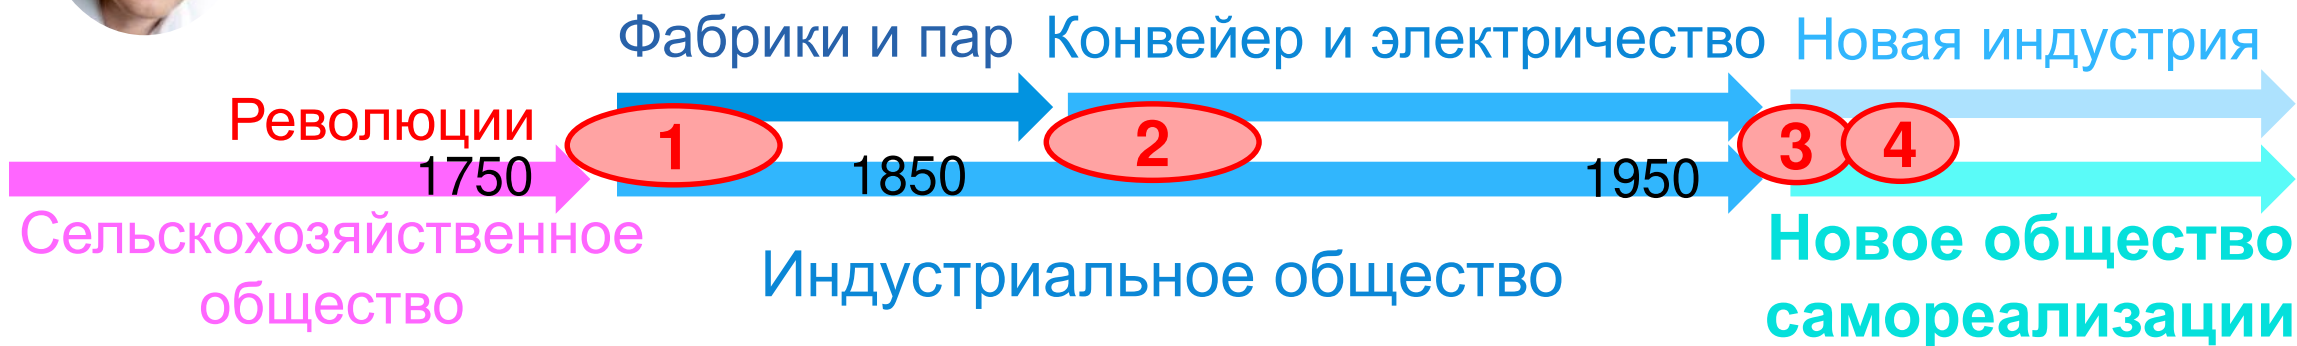 Фабрики и пар
Конвейер и электричество
Новая индустрия
Революции
1
2
3
4
1750
1850
1950
Сельскохозяйственное
общество
Индустриальное общество
Новое общество
самореализации